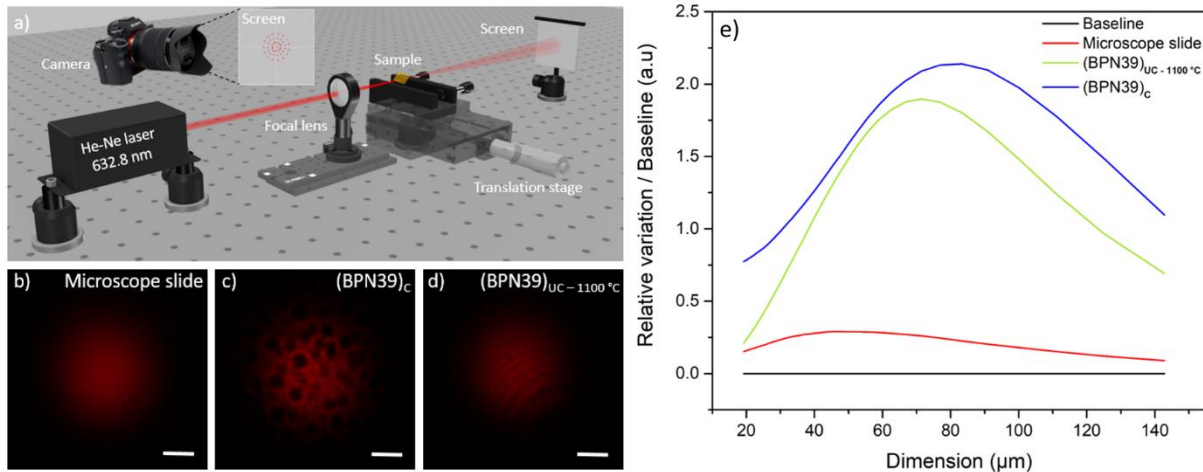 a)
Screen
Camera
Screen
Sample
Focal lens
He-Ne laser
632.8 nm
Translation stage
b) Microscope slide
c) (BPN39)C
d) (BPN39)UC – 1100 °C
e)
Baseline
Microscope slide
(BPN39)UC - 1100 °C
(BPN39)C
Relative variation / Baseline (a.u)
2.5
2.0
1.5
1.0
0.5
0.0
20 40 60 80 100 120 140
Dimension (µm)